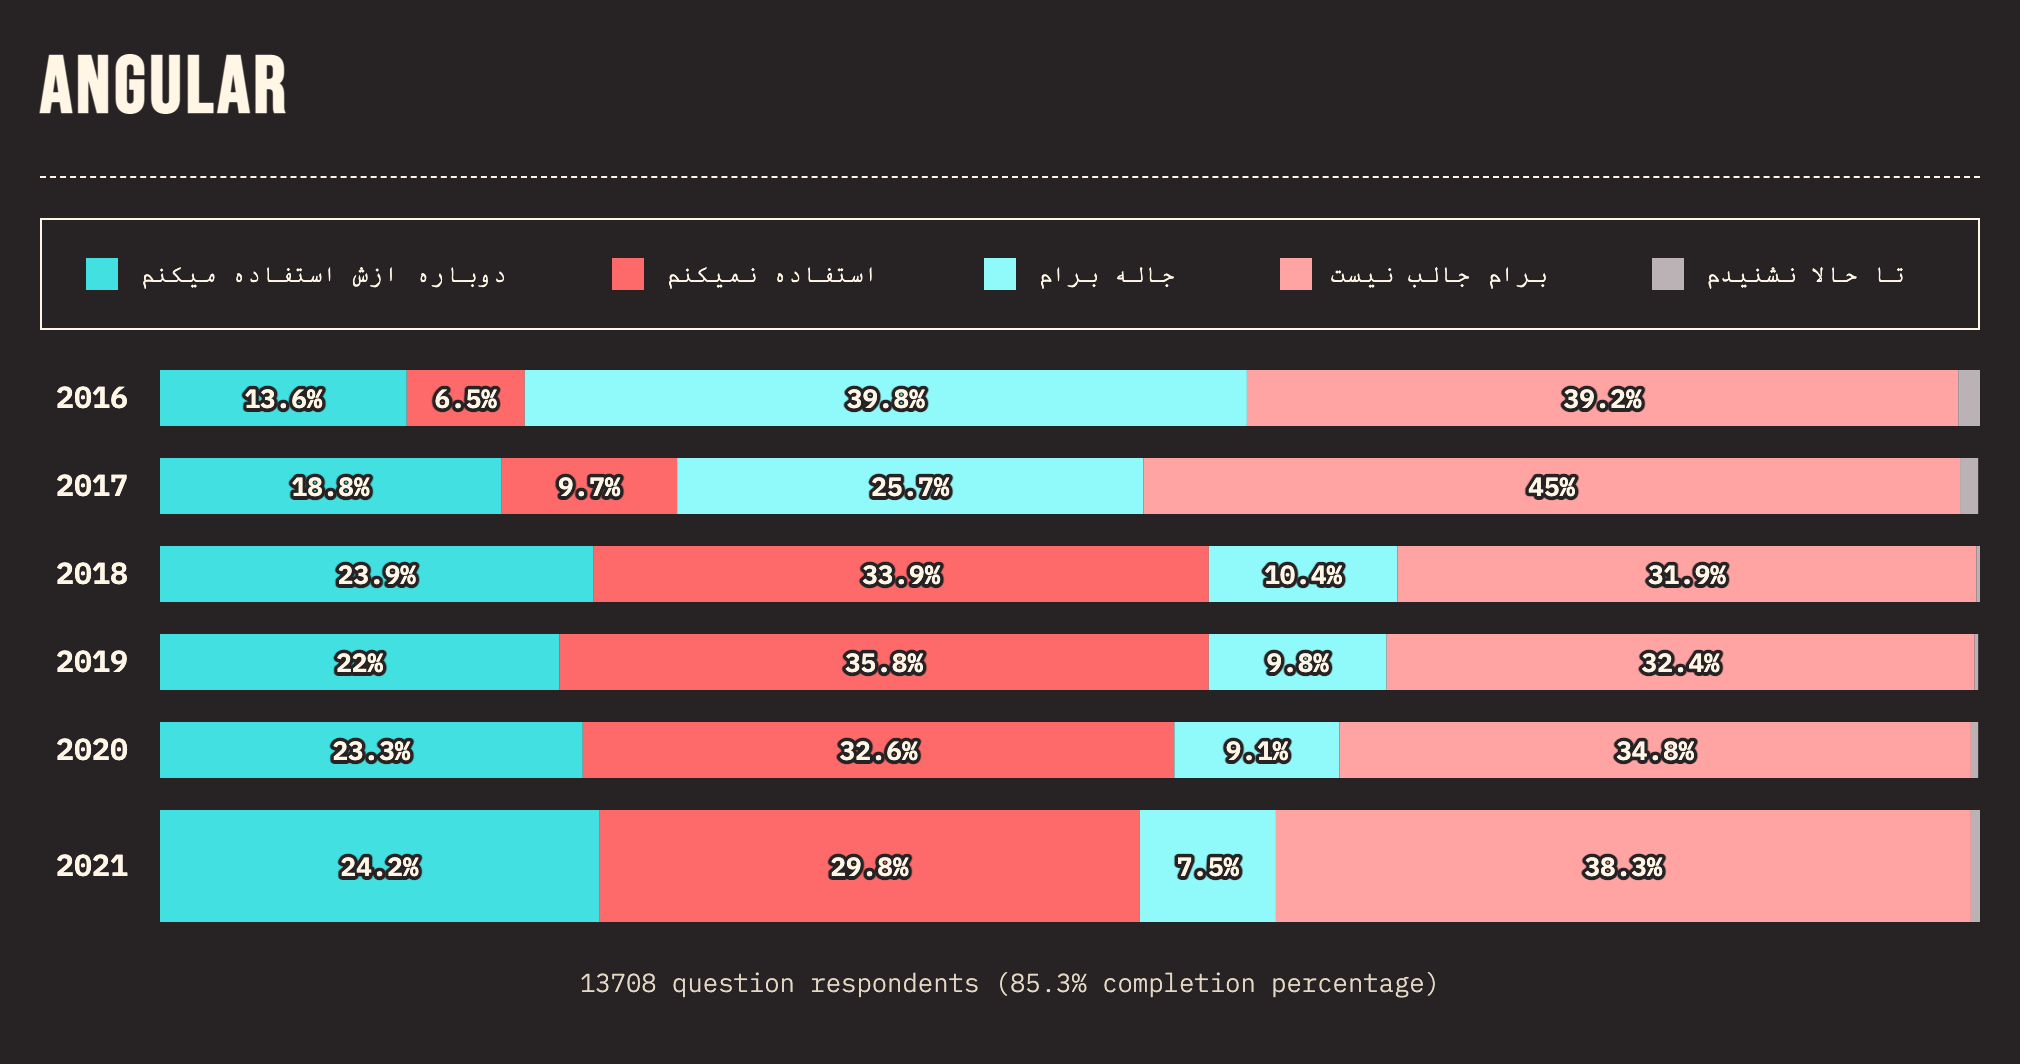 ANGULAR
دوباره ازش استفاده میکنم
استفاده نمیکنم
جاله برام
برام جالب نیست
تا حالا نشنیدم
2016 13.6% 6.5% 39.8% 39.2%
2017 18.8% 9.7% 25.7% 45%
2018 23.9% 33.9% 10.4% 31.9%
2019 22% 35.8% 9.8% 32.4%
2020 23.3% 32.6% 9.1% 34.8%
2021 24.2% 29.8% 7.5% 38.3%
13708 question respondents (85.3% completion percentage)